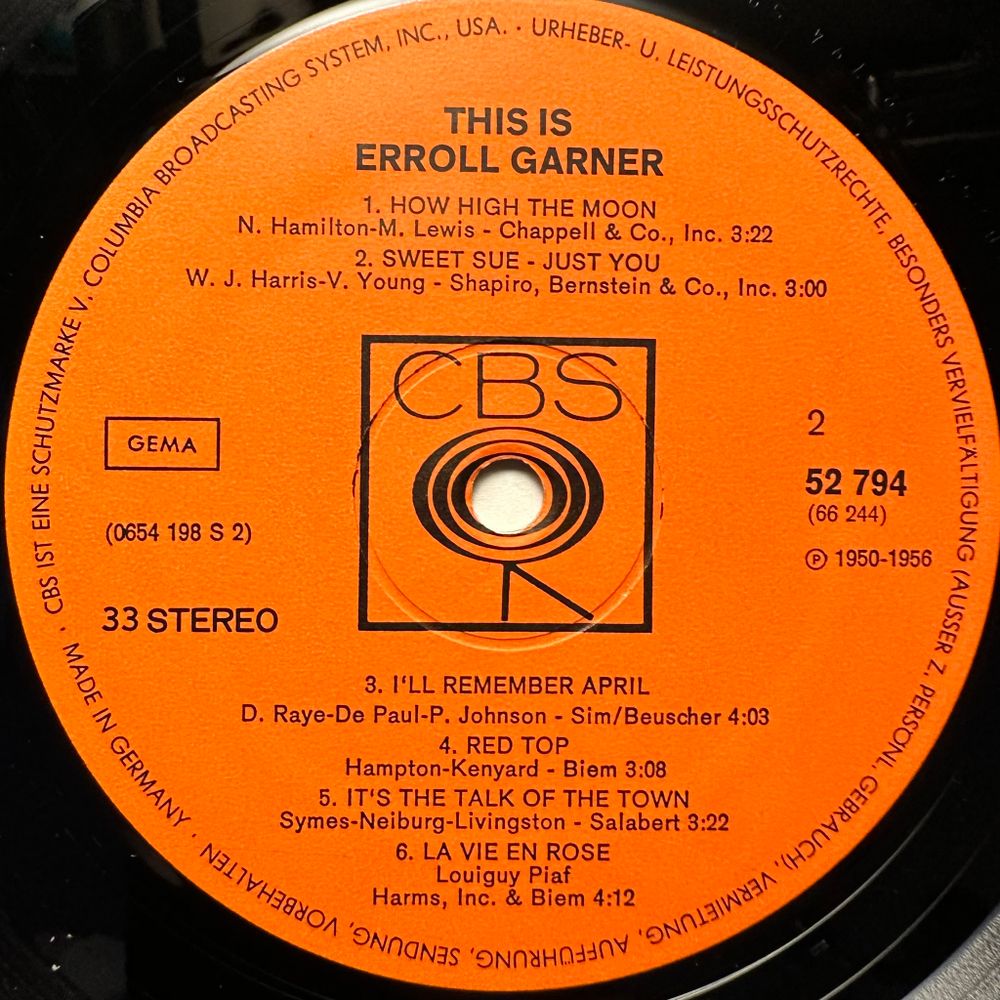 CBS IST EINE SCHUTZMARKE V. COLUMBIA BROADCASTING SYSTEM, INC., USA. · URHEBER- U. LEISTUNGSSCHUTZRECHTE, BESONDERS VERVIELFÄLTIGUNG (AUSSER Z. PERSÖNL. GEBRAUCH), VERMIETUNG, AUFFÜHRUNG, SENDUNG, VORBEHALTEN · MADE IN GERMANY ·
THIS IS
ERROLL GARNER
1. HOW HIGH THE MOON
N. Hamilton-M. Lewis - Chappell & Co., Inc. 3:22
2. SWEET SUE - JUST YOU
W. J. Harris-V. Young - Shapiro, Bernstein & Co., Inc. 3:00
CBS
GEMA
2
52 794
(66 244)
(0654 198 S 2)
℗ 1950-1956
33 STEREO
3. I'LL REMEMBER APRIL
D. Raye-De Paul-P. Johnson - Sim/Beuscher 4:03
4. RED TOP
Hampton-Kenyard - Biem 3:08
5. IT'S THE TALK OF THE TOWN
Symes-Neiburg-Livingston - Salabert 3:22
6. LA VIE EN ROSE
Louiguy Piaf
Harms, Inc. & Biem 4:12